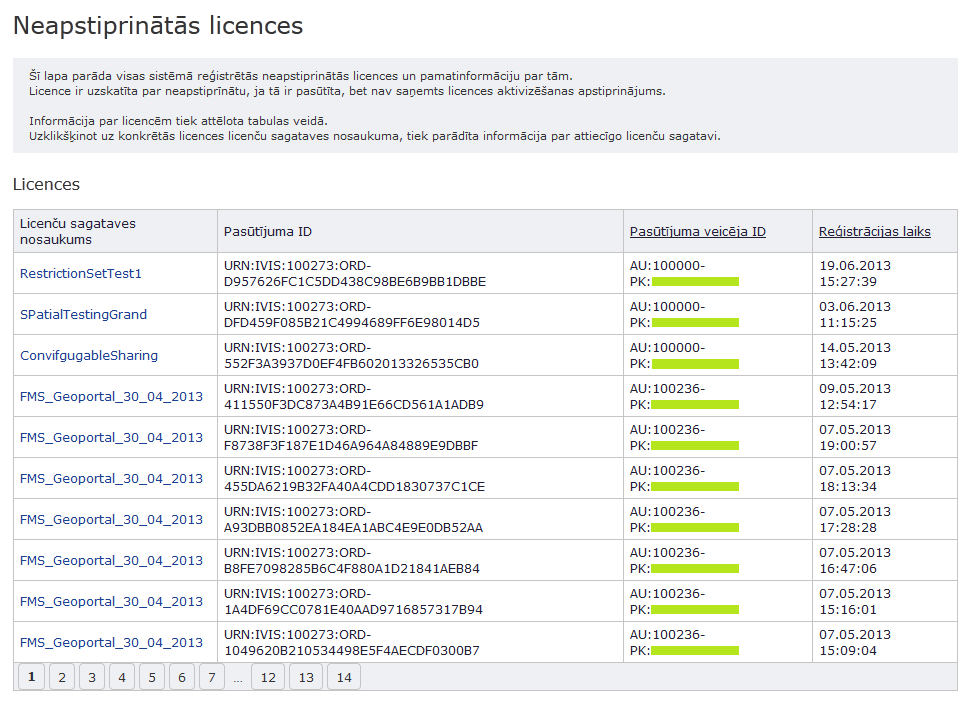 Neapstiprinātās licences
Šī lapa parāda visas sistēmā reģistrētās neapstiprinātās licences un pamatinformāciju par tām.
Licence ir uzskatīta par neapstiprīnātu, ja tā ir pasūtīta, bet nav saņemts licences aktivizēšanas apstiprinājums.
Informācija par licencēm tiek attēlota tabulas veidā.
Uzklikšķinot uz konkrētās licences licenču sagataves nosaukuma, tiek parādīta informācija par attiecīgo licenču sagatavi.
Licences
Licenču sagataves
nosaukums
Pasūtījuma ID
Pasūtījuma veicēja ID
Reģistrācijas laiks
RestrictionSetTest1
URN:IVIS:100273:ORD-
D957626FC1C5DD438C98BE6B9BB1DBBE
AU:100000-
PK:
19.06.2013
15:27:39
SPatialTestingGrand
URN:IVIS:100273:ORD-
DFD459F085B21C4994689FF6E98014D5
AU:100000-
PK:
03.06.2013
11:15:25
ConvifgugableSharing
URN:IVIS:100273:ORD-
552F3A3937D0EF4FB602013326535CB0
AU:100000-
PK:
14.05.2013
13:42:09
FMS_Geoportal_30_04_2013
URN:IVIS:100273:ORD-
411550F3DC873A4B91E66CD561A1ADB9
AU:100236-
PK:
09.05.2013
12:54:17
FMS_Geoportal_30_04_2013
URN:IVIS:100273:ORD-
F8738F3F187E1D46A964A84889E9DBBF
AU:100236-
PK:
07.05.2013
19:00:57
FMS_Geoportal_30_04_2013
URN:IVIS:100273:ORD-
455DA6219B32FA40A4CDD1830737C1CE
AU:100236-
PK:
07.05.2013
18:13:34
FMS_Geoportal_30_04_2013
URN:IVIS:100273:ORD-
A93DBB0852EA184EA1ABC4E9E0DB52AA
AU:100236-
PK:
07.05.2013
17:28:28
FMS_Geoportal_30_04_2013
URN:IVIS:100273:ORD-
B8FE7098285B6C4F880A1D21841AEB84
AU:100236-
PK:
07.05.2013
16:47:06
FMS_Geoportal_30_04_2013
URN:IVIS:100273:ORD-
1A4DF69CC0781E40AAD9716857317B94
AU:100236-
PK:
07.05.2013
15:16:01
FMS_Geoportal_30_04_2013
URN:IVIS:100273:ORD-
1049620B210534498E5F4AECDF0300B7
AU:100236-
PK:
07.05.2013
15:09:04
1 2 3 4 5 6 7 ... 12 13 14